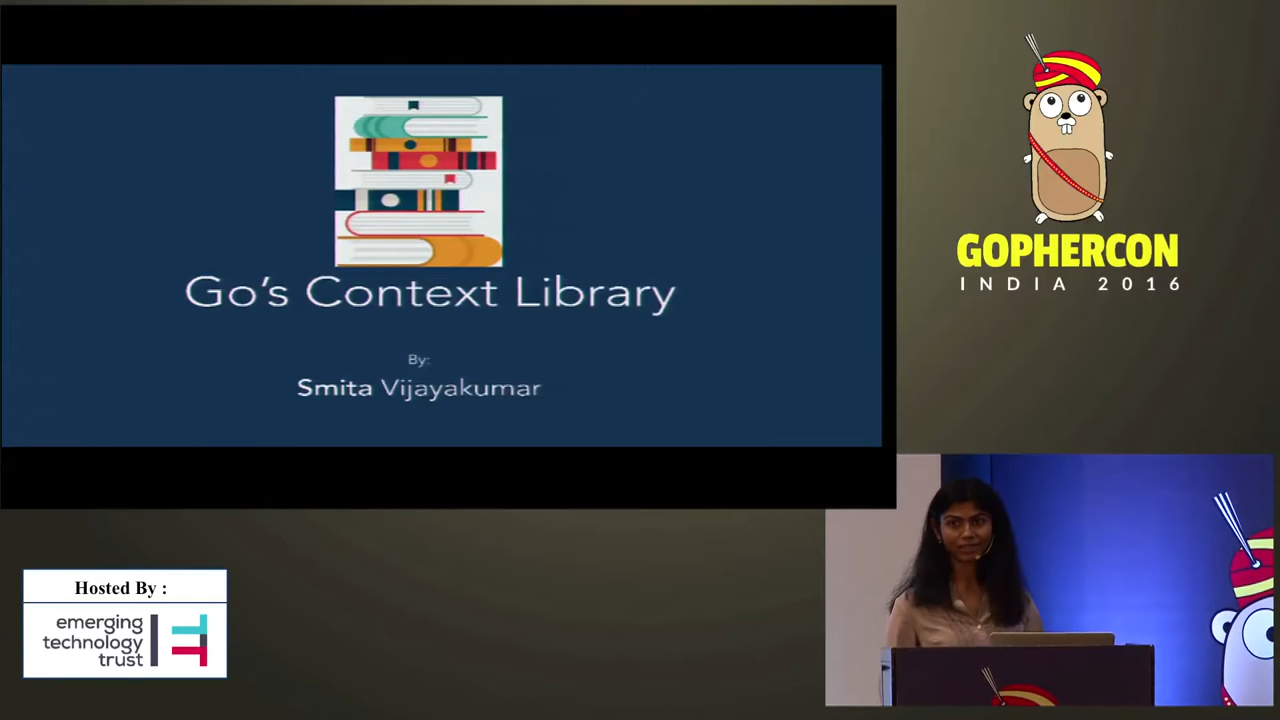 Go's Context Library
By:
Smita Vijayakumar
GOPHERCON
INDIA 2016
Hosted By :
emerging
technology
trust